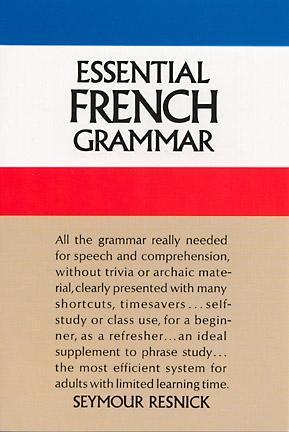 ESSENTIAL
FRENCH
GRAMMAR
All the grammar really needed
for speech and comprehension,
without trivia or archaic mate-
rial, clearly presented with many
shortcuts, timesavers . . . self-
study or class use, for a begin-
ner, as a refresher . . . an ideal
supplement to phrase study . . .
the most efficient system for
adults with limited learning time.
SEYMOUR RESNICK